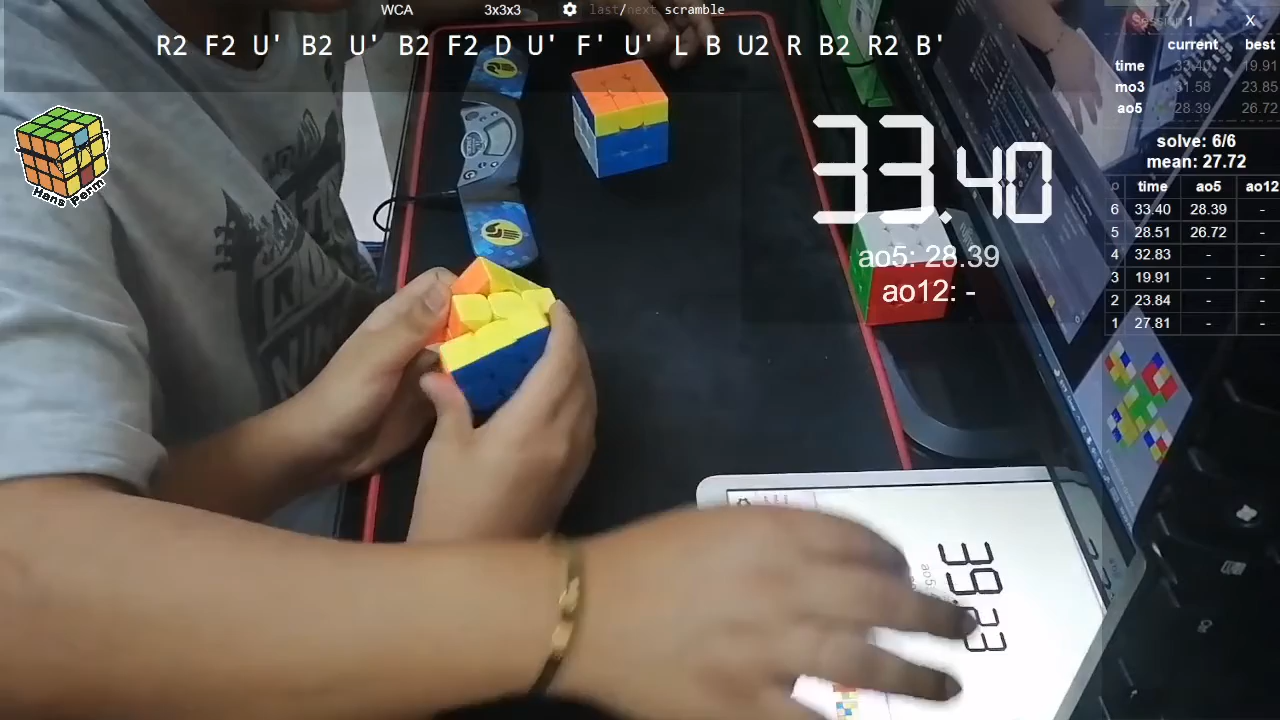 WCA 3x3x3 last/next scramble
R2 F2 U' B2 U' B2 F2 D U' F' U' L B U2 R B2 R2 B'
Session 1 X
current best
time 33.40 19.91
mo3 31.58 23.85
ao5 28.39 26.72
solve: 6/6
mean: 27.72
time ao5 ao12
6 33.40 28.39 -
5 28.51 26.72 -
4 32.83 - -
3 19.91 - -
2 23.84 - -
1 27.81 - -
33.40
ao5: 28.39
ao12: -
Hans Perm
39.23
ao5